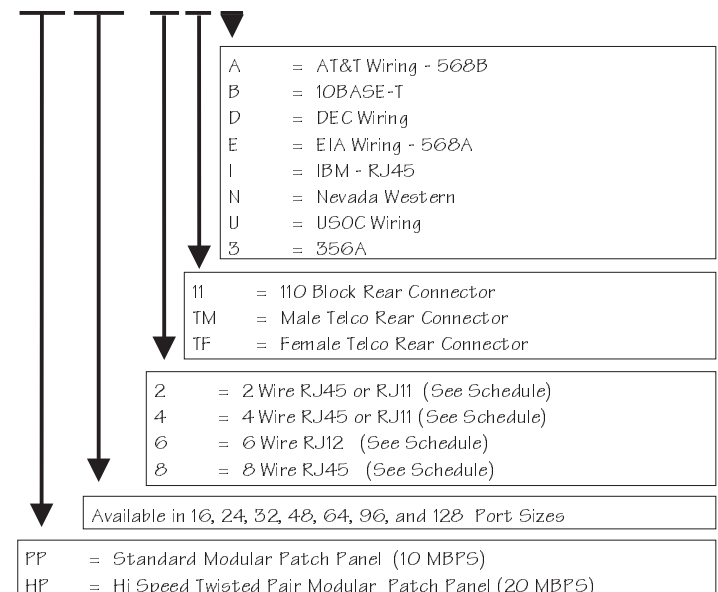 A = AT&T Wiring - 568B
B = 10BASE-T
D = DEC Wiring
E = EIA Wiring - 568A
I = IBM - RJ45
N = Nevada Western
U = USOC Wiring
3 = 356A
11 = 110 Block Rear Connector
TM = Male Telco Rear Connector
TF = Female Telco Rear Connector
2 = 2 Wire RJ45 or RJ11 (See Schedule)
4 = 4 Wire RJ45 or RJ11 (See Schedule)
6 = 6 Wire RJ12 (See Schedule)
8 = 8 Wire RJ45 (See Schedule)
Available in 16, 24, 32, 48, 64, 96, and 128 Port Sizes
PP = Standard Modular Patch Panel (10 MBPS)
HP = Hi Speed Twisted Pair Modular Patch Panel (20 MBPS)